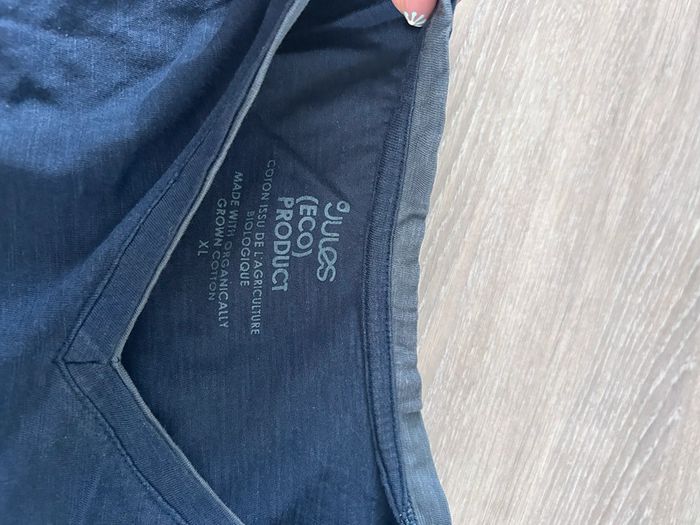 JULES
(ECO)
PRODUCT
COTON ISSU DE L'AGRICULTURE
BIOLOGIQUE
MADE WITH ORGANICALLY
GROWN COTTON
XL